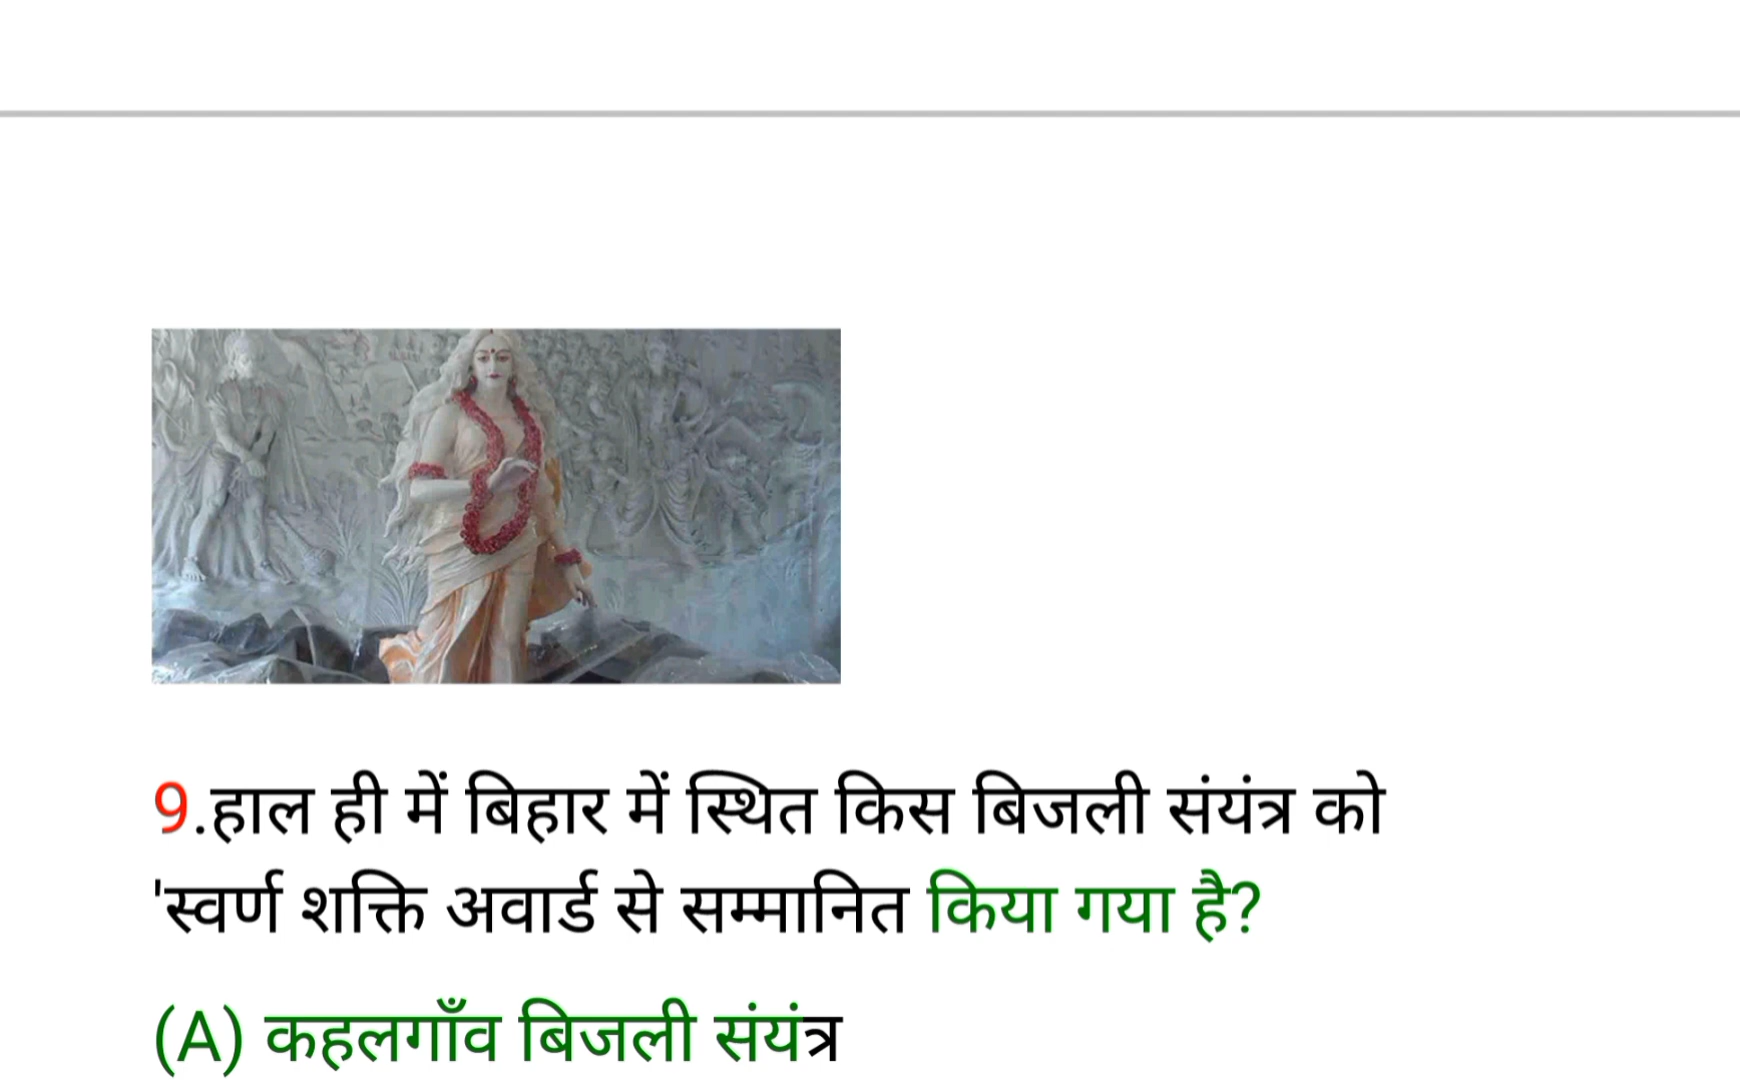 9.हाल ही में बिहार में स्थित किस बिजली संयंत्र को
'स्वर्ण शक्ति अवार्ड से सम्मानित किया गया है?
(A) कहलगाँव बिजली संयंत्र